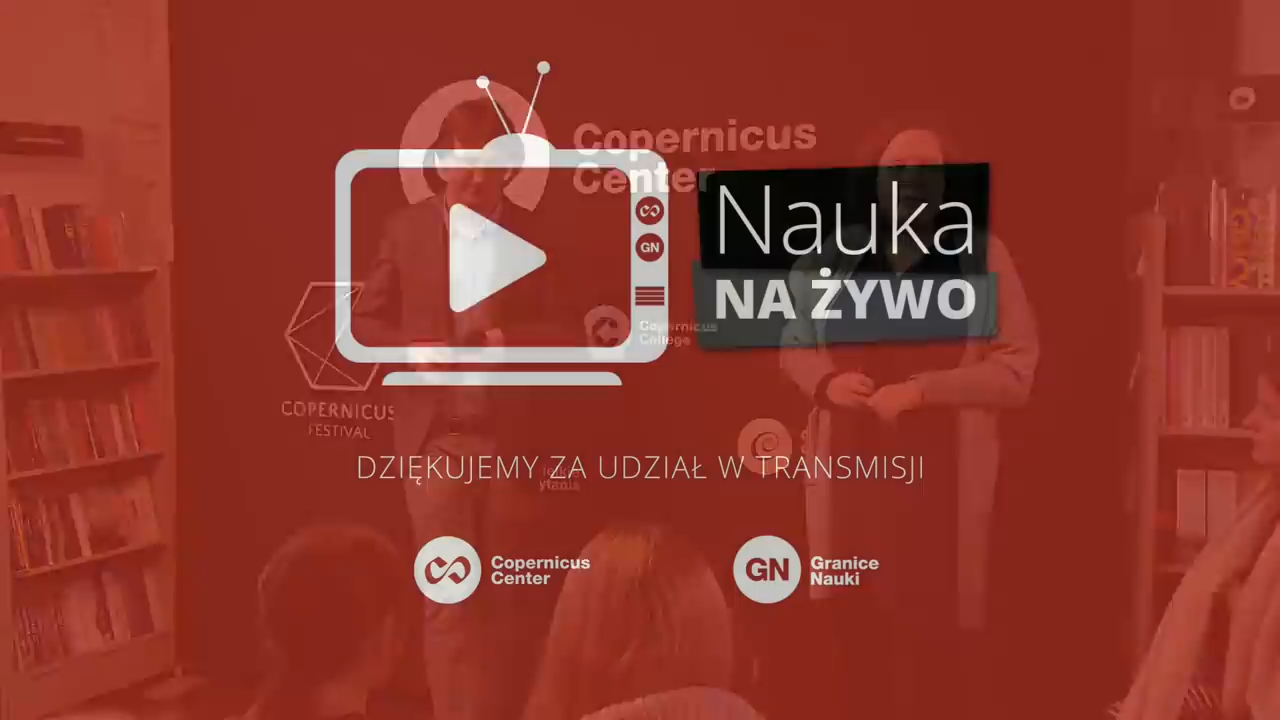 Copernicus
Center
Nauka
NA ŻYWO
GN
Copernicus
College
COPERNICUS
FESTIVAL
DZIĘKUJEMY ZA UDZIAŁ W TRANSMISJI
Copernicus
Center
GN
Granice
Nauki